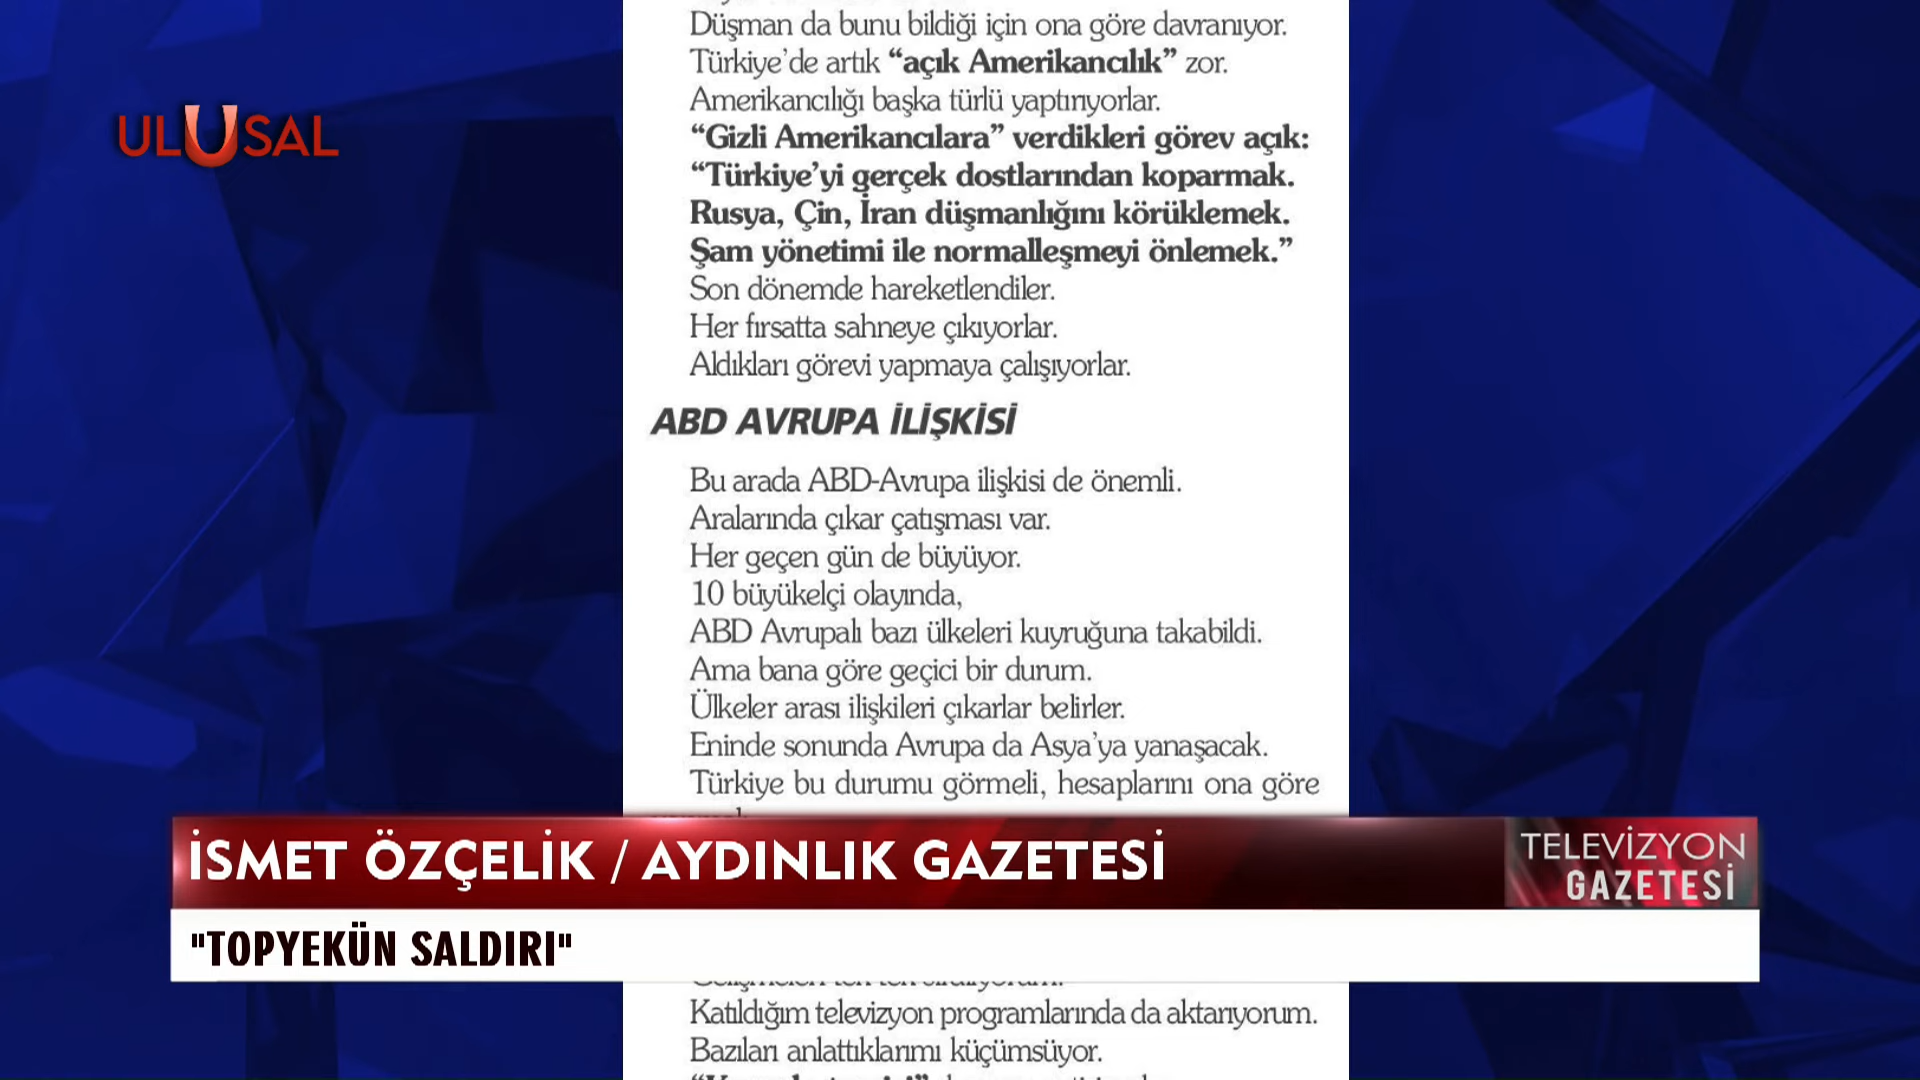 Düşman da bunu bildiği için ona göre davranıyor.
Türkiye'de artık “açık Amerikancılık” zor.
Amerikancılığı başka türlü yaptırıyorlar.
“Gizli Amerikancılara” verdikleri görev açık:
“Türkiye'yi gerçek dostlarından koparmak.
Rusya, Çin, İran düşmanlığını körüklemek.
Şam yönetimi ile normalleşmeyi önlemek.”
Son dönemde hareketlendiler.
Her fırsatta sahneye çıkıyorlar.
Aldıkları görevi yapmaya çalışıyorlar.
ABD AVRUPA İLİŞKİSİ
Bu arada ABD-Avrupa ilişkisi de önemli.
Aralarında çıkar çatışması var.
Her geçen gün de büyüyor.
10 büyükelçi olayında,
ABD Avrupalı bazı ülkeleri kuyruğuna takabildi.
Ama bana göre geçici bir durum.
Ülkeler arası ilişkileri çıkarlar belirler.
Eninde sonunda Avrupa da Asya'ya yanaşacak.
Türkiye bu durumu görmeli, hesaplarını ona göre
Katıldığım televizyon programlarında da aktarıyorum.
Bazıları anlattıklarımı küçümsüyor.
ULUSAL
İSMET ÖZÇELİK / AYDINLIK GAZETESİ
TELEVİZYON
GAZETESİ
"TOPYEKÜN SALDIRI"